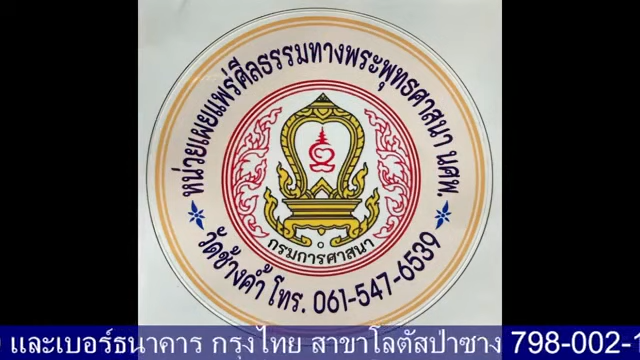 หน่วยเผยแพร่ศีลธรรมทางพระพุทธศาสนา นศพ.
กรมการศาสนา
วัดช้างค้ำ โทร. 061-547-6539
และเบอร์ธนาคาร กรุงไทย สาขาโลตัสป่าซาง 798-002-